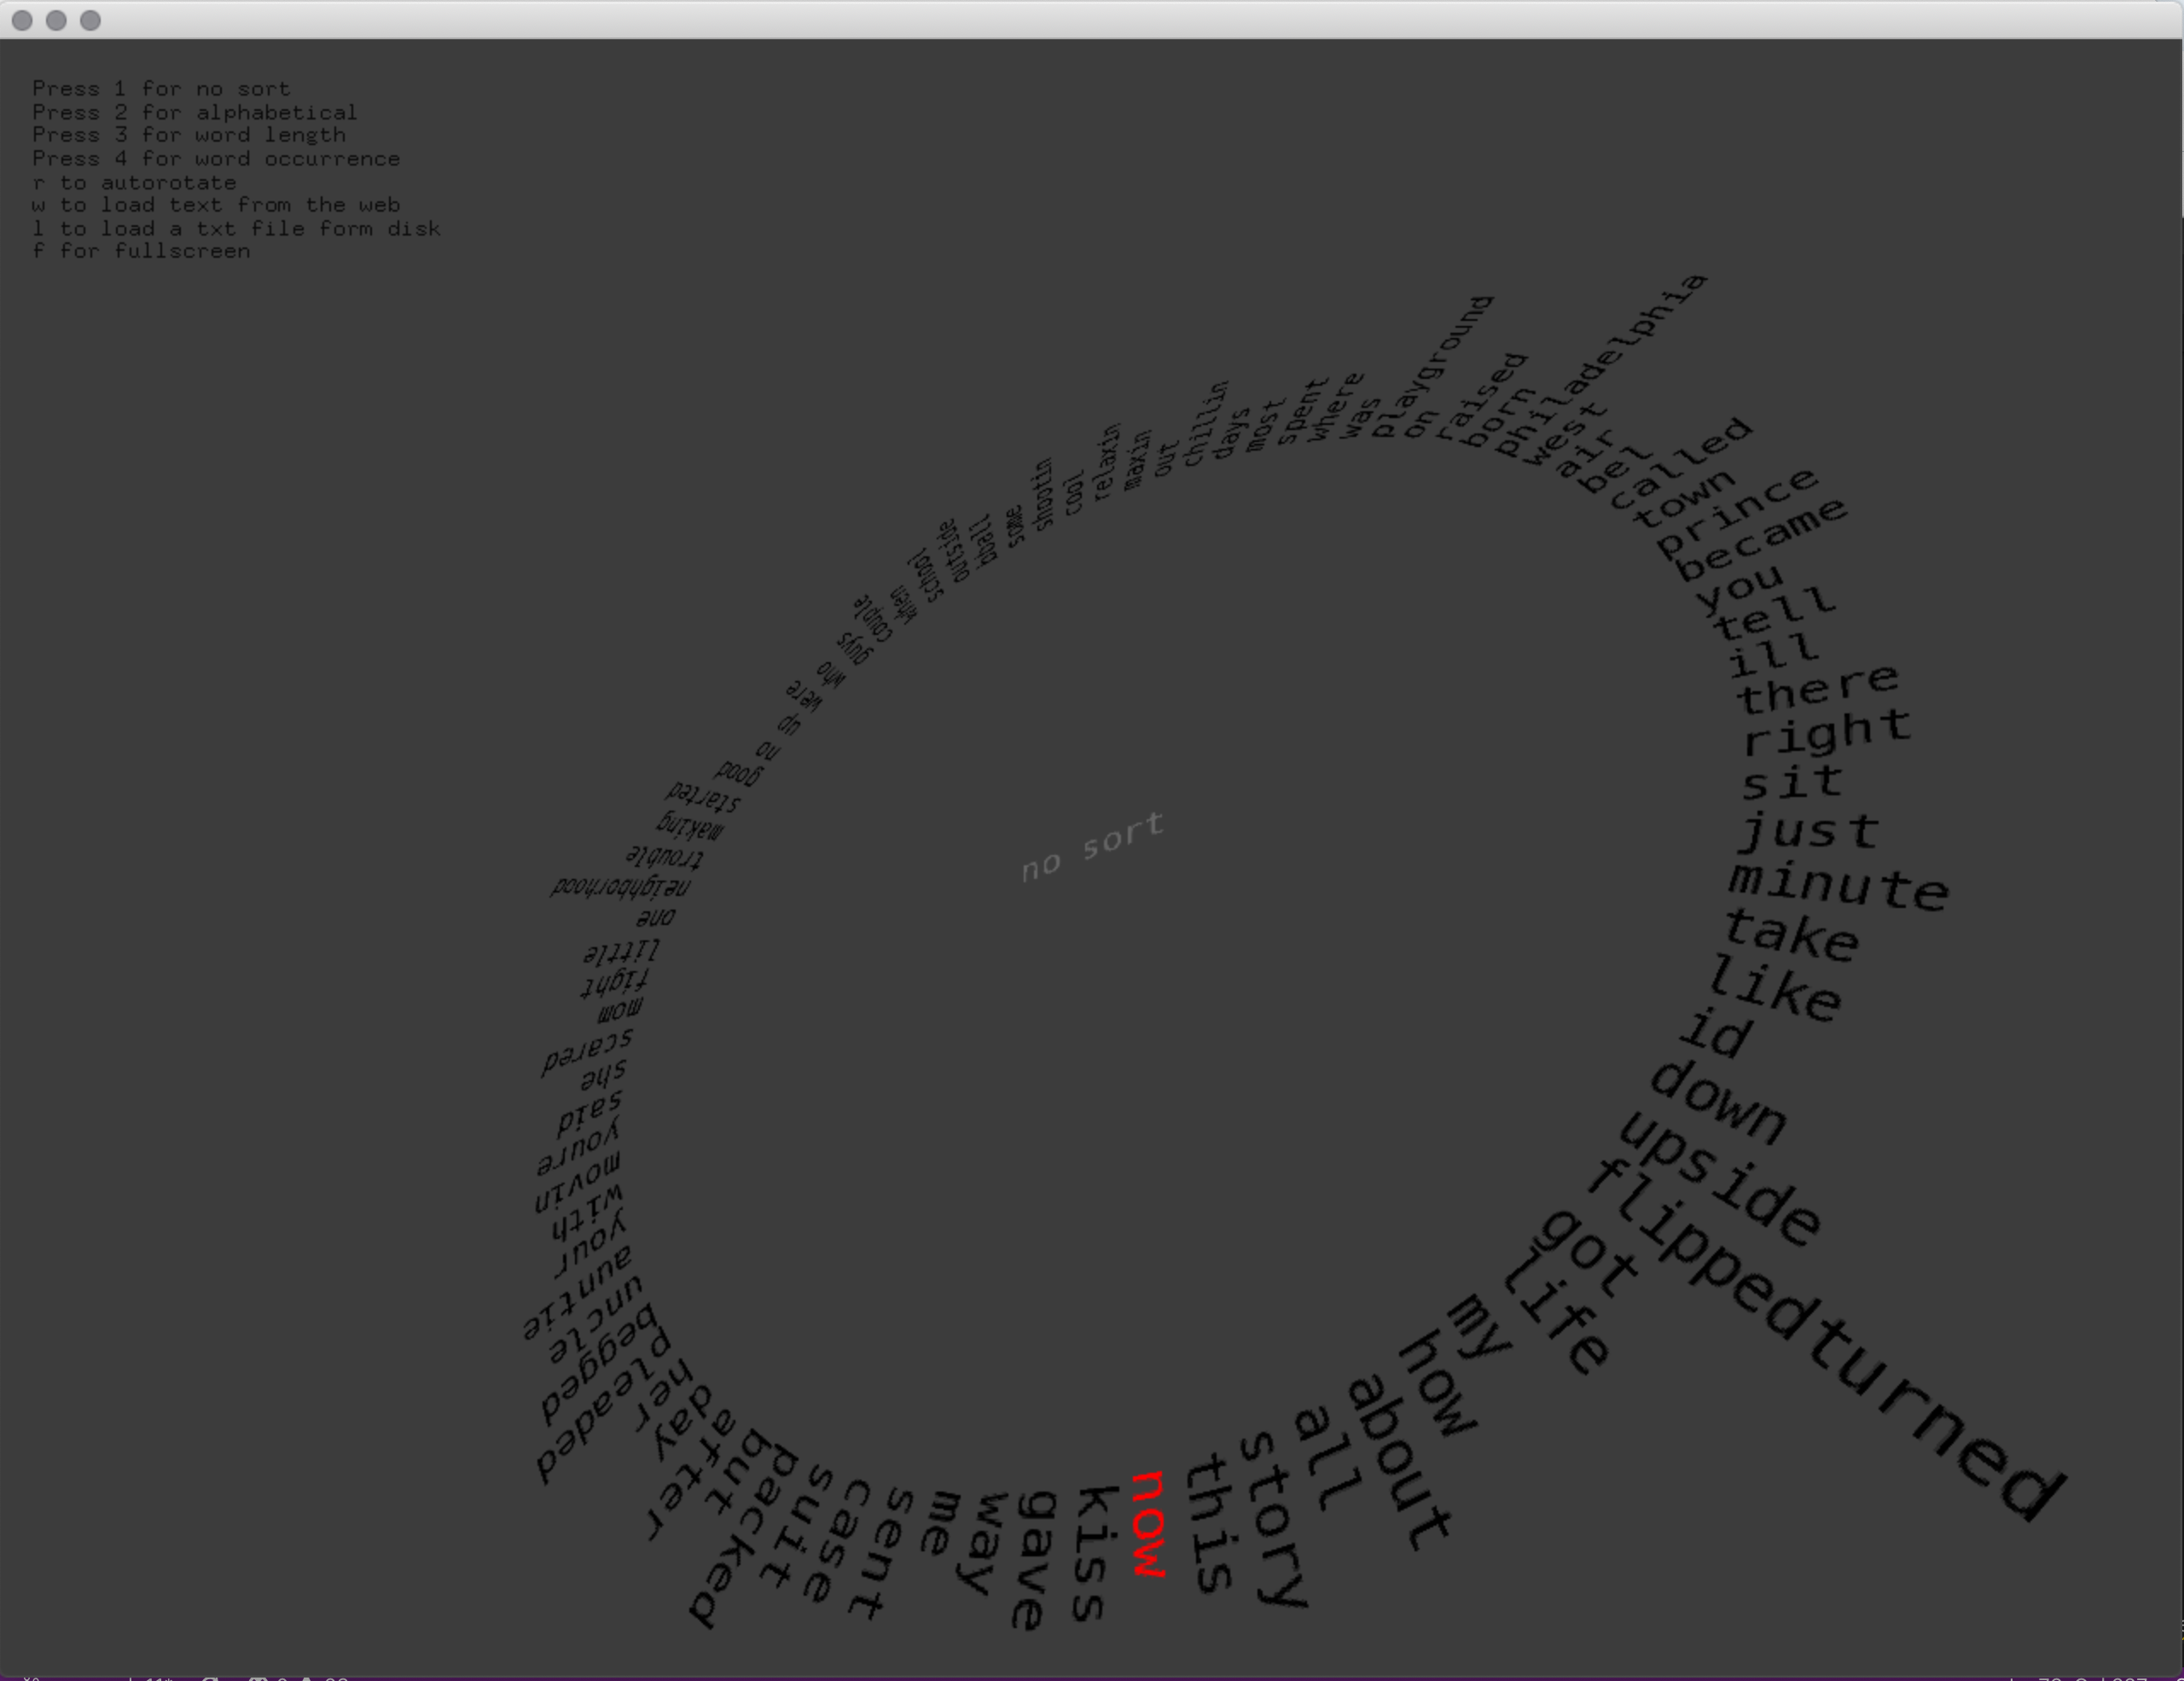 Press 1 for no sort
Press 2 for alphabetical
Press 3 for word length
Press 4 for word occurrence
r to autorotate
w to load text from the web
l to load a txt file form disk
f for fullscreen
no sort
now
this
story
all
about
how
my
life
got
flippedturned
upside
down
id
like
take
minute
just
sit
right
there
ill
tell
you
became
prince
town
called
bel
air
west
philadelphia
born
raised
on
playground
was
where
spent
most
days
chillin
out
maxin
relaxin
cool
shootin
some
bball
outside
school
when
couple
guys
who
were
up
no
good
started
making
trouble
neighborhood
one
little
fight
mom
scared
she
said
youre
movin
with
your
auntie
uncle
begged
pleaded
her
day
after
but
packed
suit
case
sent
me
way
gave
kiss